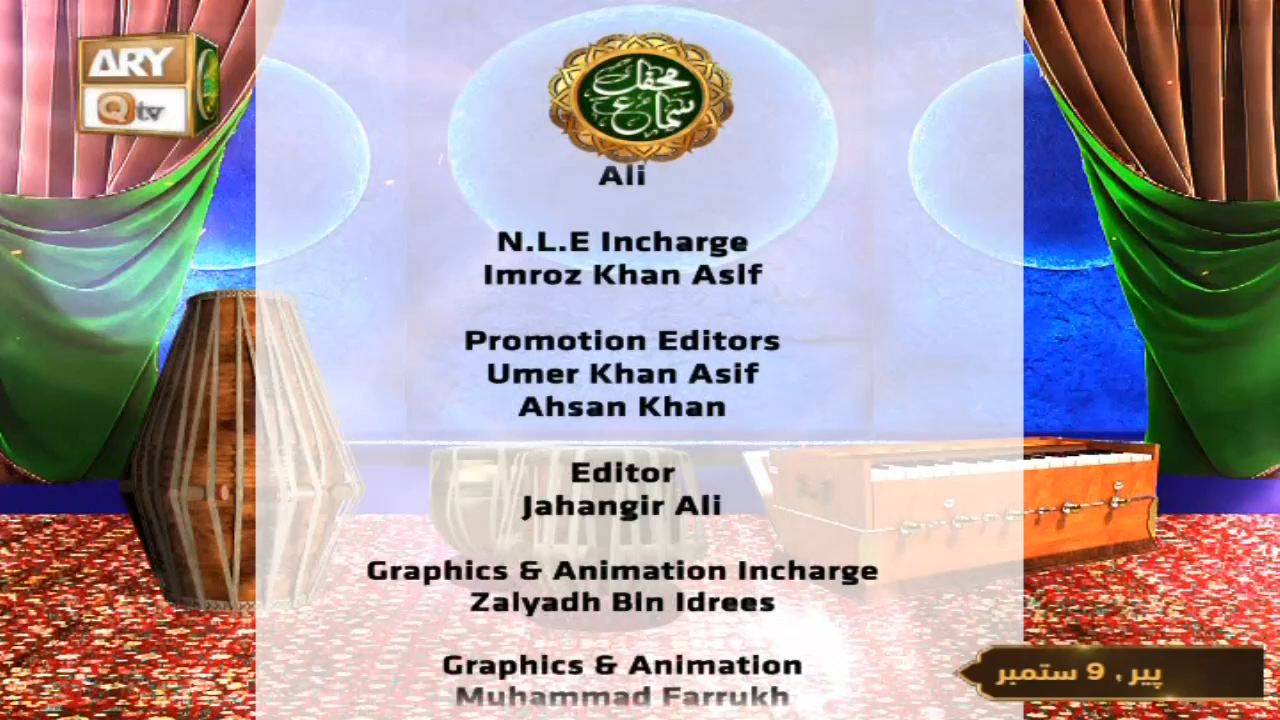 ARY
Qtv
محفل
سماع
Ali
N.L.E Incharge
Imroz Khan Asif
Promotion Editors
Umer Khan Asif
Ahsan Khan
Editor
Jahangir Ali
Graphics & Animation Incharge
Zaiyadh Bin Idrees
Graphics & Animation
Muhammad Farrukh
پیر , 9 ستمبر